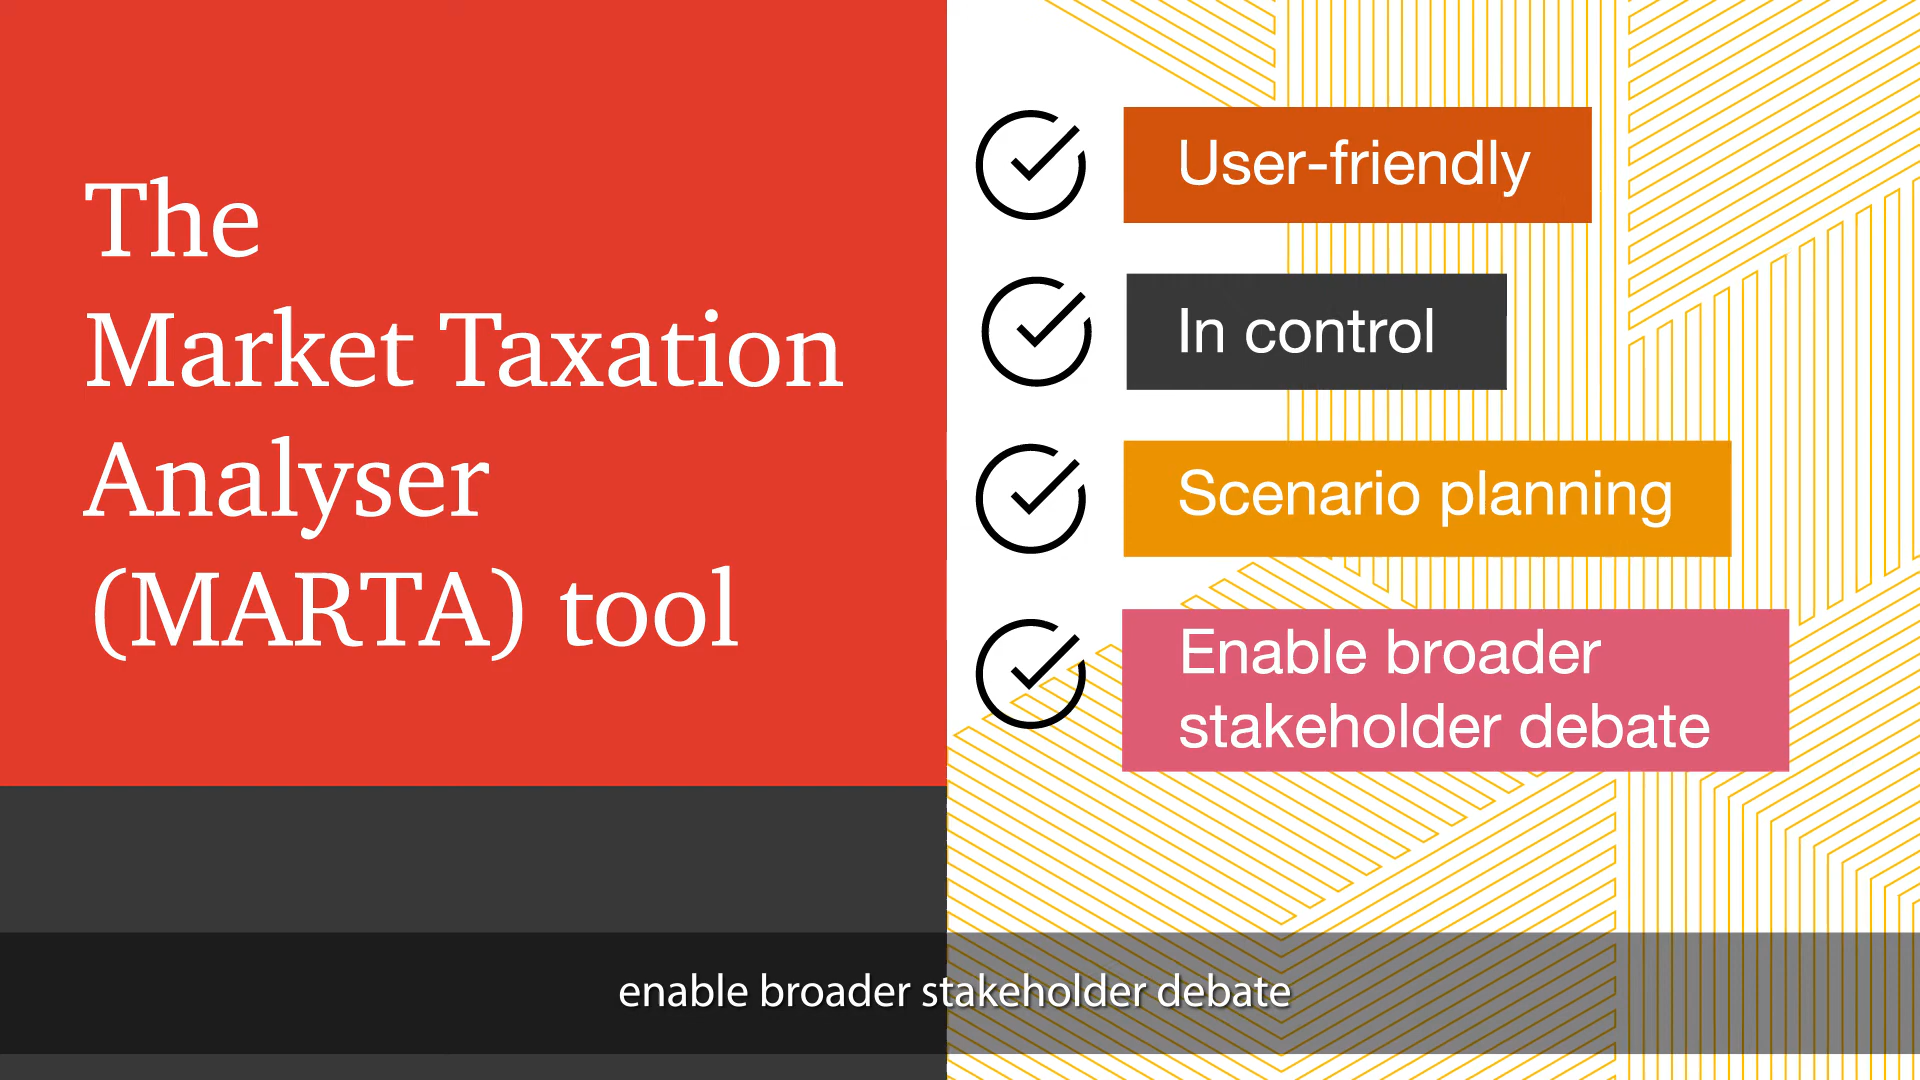 The
Market Taxation
Analyser
(MARTA) tool
User-friendly
In control
Scenario planning
Enable broader
stakeholder debate
enable broader stakeholder debate